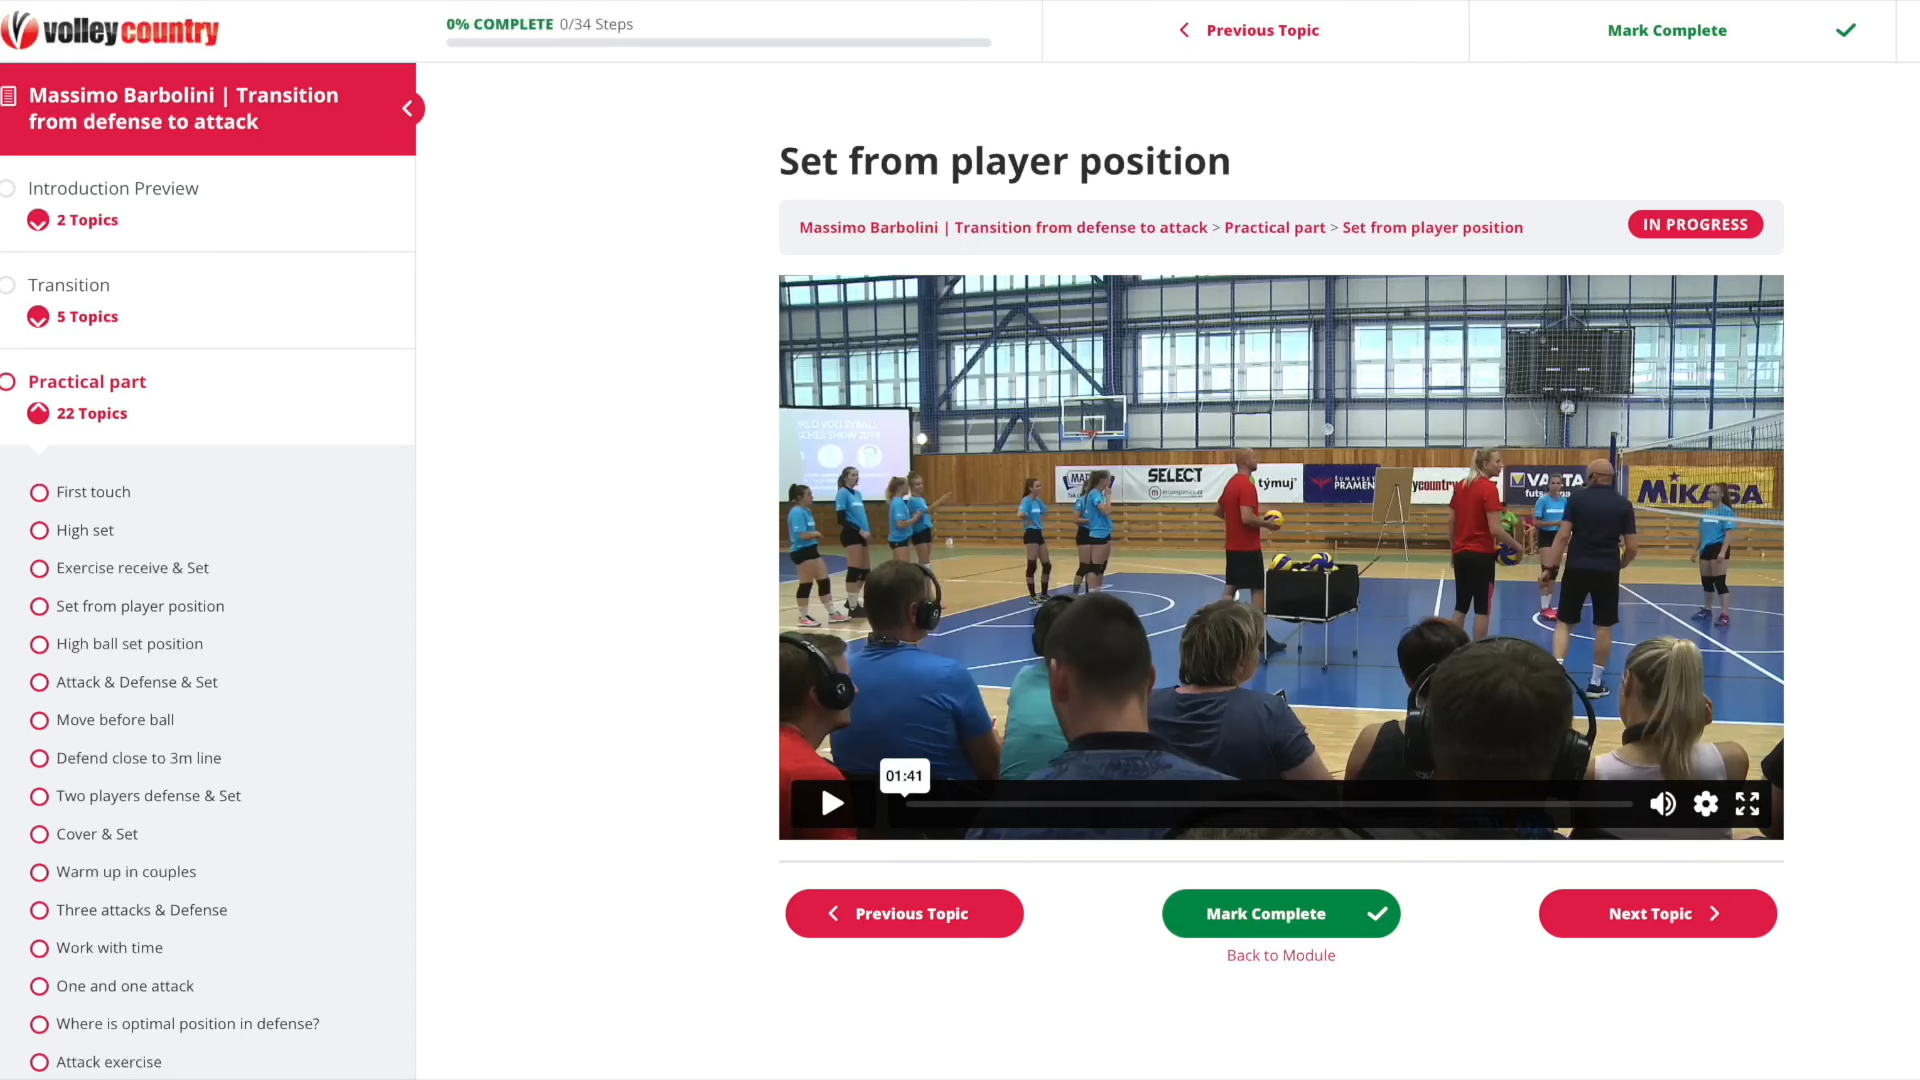 volleycountry
0% COMPLETE 0/34 Steps
Previous Topic
Mark Complete
Massimo Barbolini | Transition
from defense to attack
Introduction Preview
2 Topics
Transition
5 Topics
Practical part
22 Topics
First touch
High set
Exercise receive & Set
Set from player position
High ball set position
Attack & Defense & Set
Move before ball
Defend close to 3m line
Two players defense & Set
Cover & Set
Warm up in couples
Three attacks & Defense
Work with time
One and one attack
Where is optimal position in defense?
Attack exercise
Set from player position
Massimo Barbolini | Transition from defense to attack > Practical part > Set from player position
IN PROGRESS
SELECT
týmuj
ŠUMAVSKÝ
PRAMEN
country
MIKASA
01:41
Previous Topic
Mark Complete
Next Topic
Back to Module